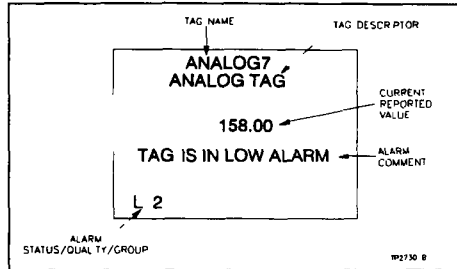 TAG NAME
TAG DESCRIPTOR
ANALOG7
ANALOG TAG
CURRENT
REPORTED
VALUE
158.00
TAG IS IN LOW ALARM
ALARM
COMMENT
L 2
ALARM
STATUS/QUALITY/GROUP
TP2730 B